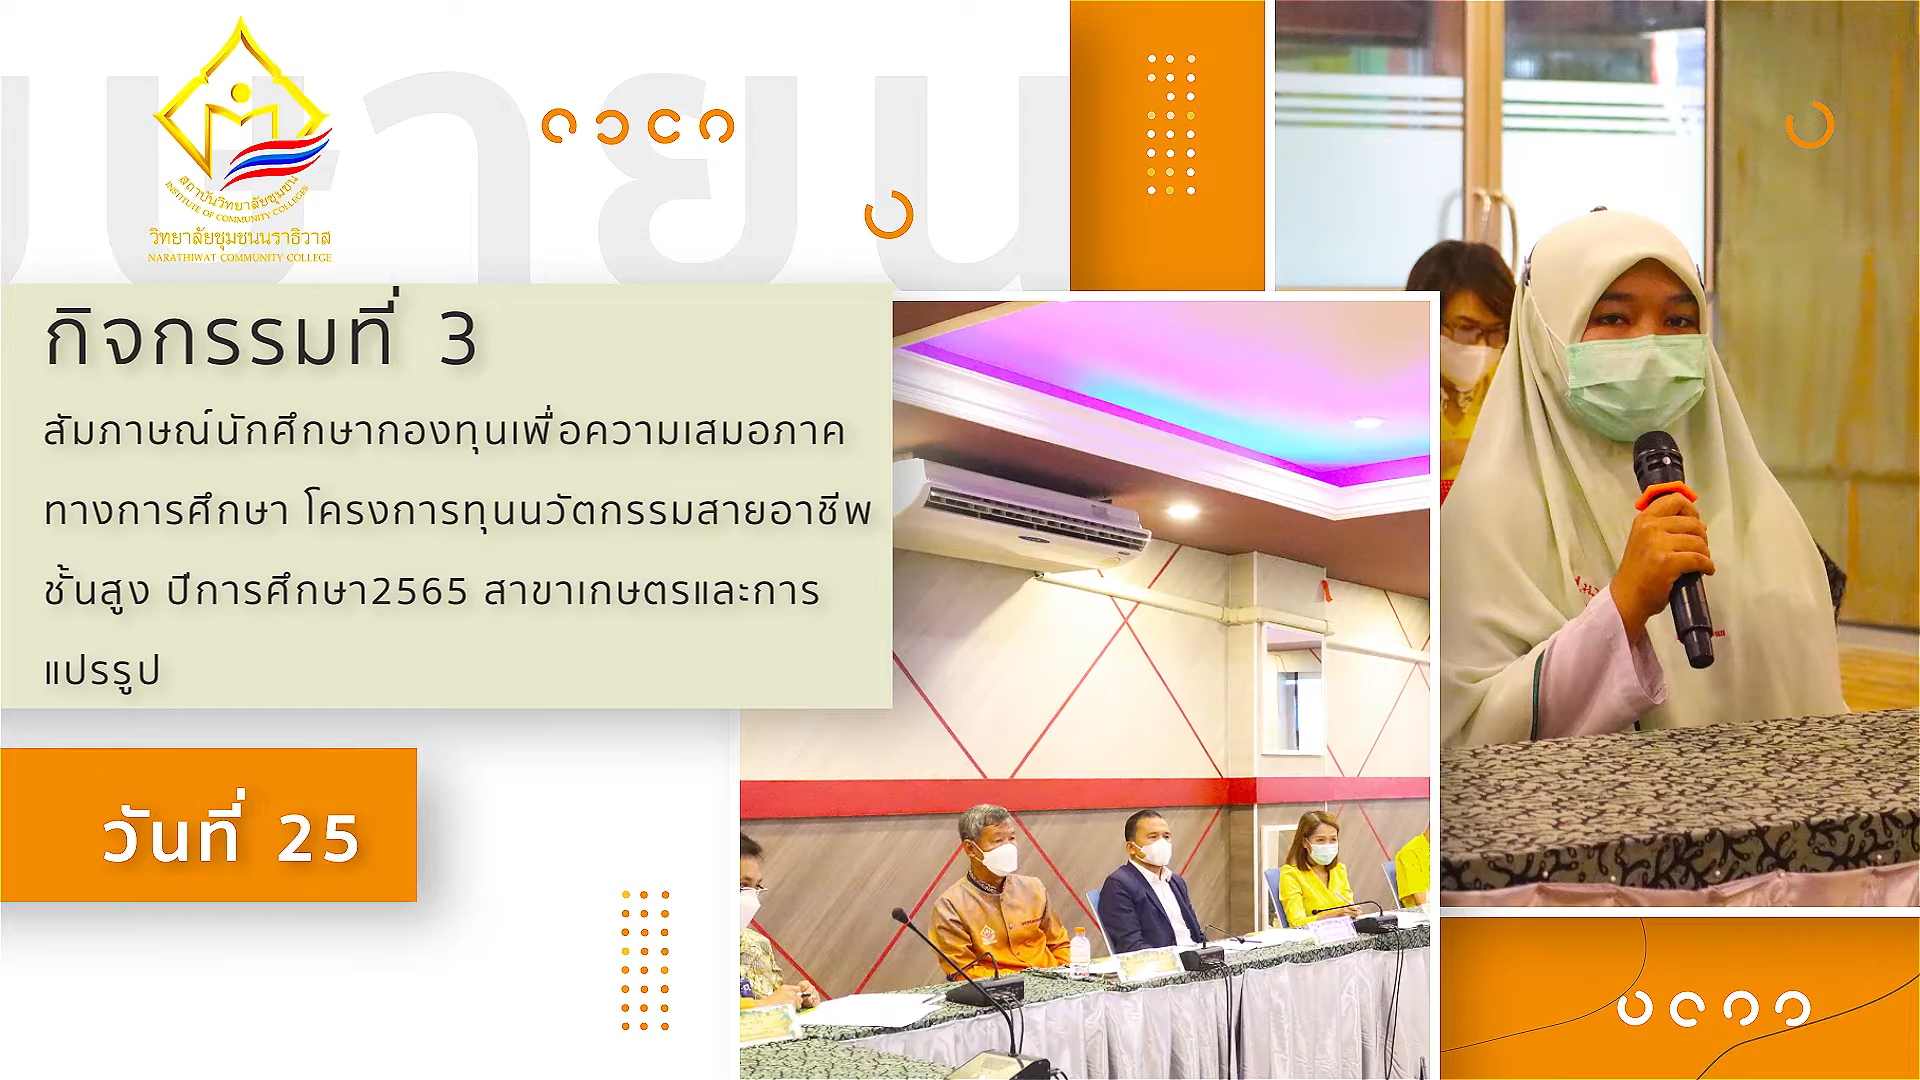 สถาบันวิทยาลัยชุมชน
INSTITUTE OF COMMUNITY COLLEGES
วิทยาลัยชุมชนนราธิวาส
NARATHIWAT COMMUNITY COLLEGE
กิจกรรมที่ 3
สัมภาษณ์นักศึกษากองทุนเพื่อความเสมอภาค
ทางการศึกษา โครงการทุนนวัตกรรมสายอาชีพ
ชั้นสูง ปีการศึกษา2565 สาขาเกษตรและการ
แปรรูป
วันที่ 25